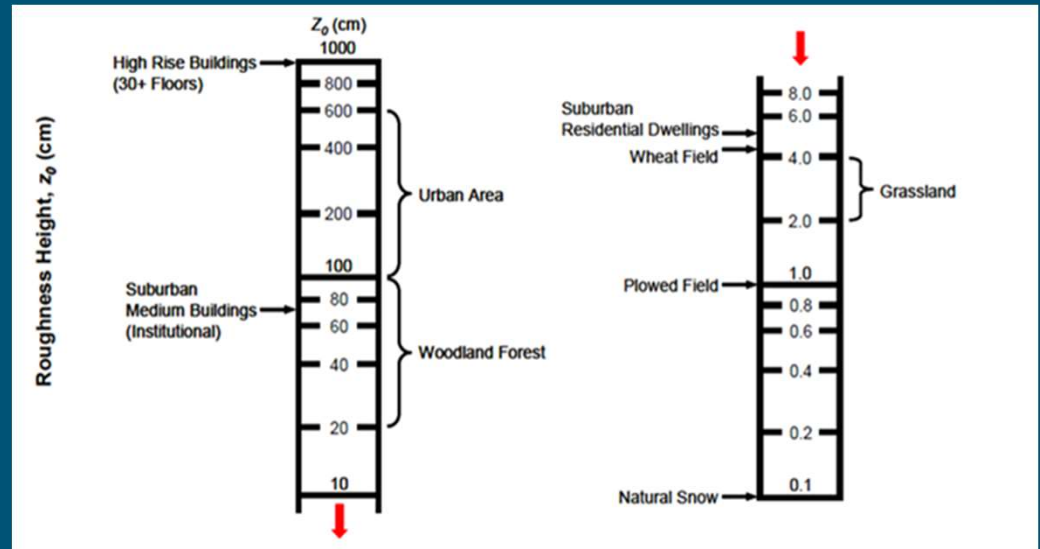 Roughness Height, z0 (cm)
Z0 (cm)
1000
High Rise Buildings
(30+ Floors)
800
600
400
Urban Area
200
100
Suburban
Medium Buildings
(Institutional)
80
60
Woodland Forest
40
20
10
8.0
Suburban
Residential Dwellings
6.0
Wheat Field
4.0
Grassland
2.0
1.0
Plowed Field
0.8
0.6
0.4
0.2
0.1
Natural Snow